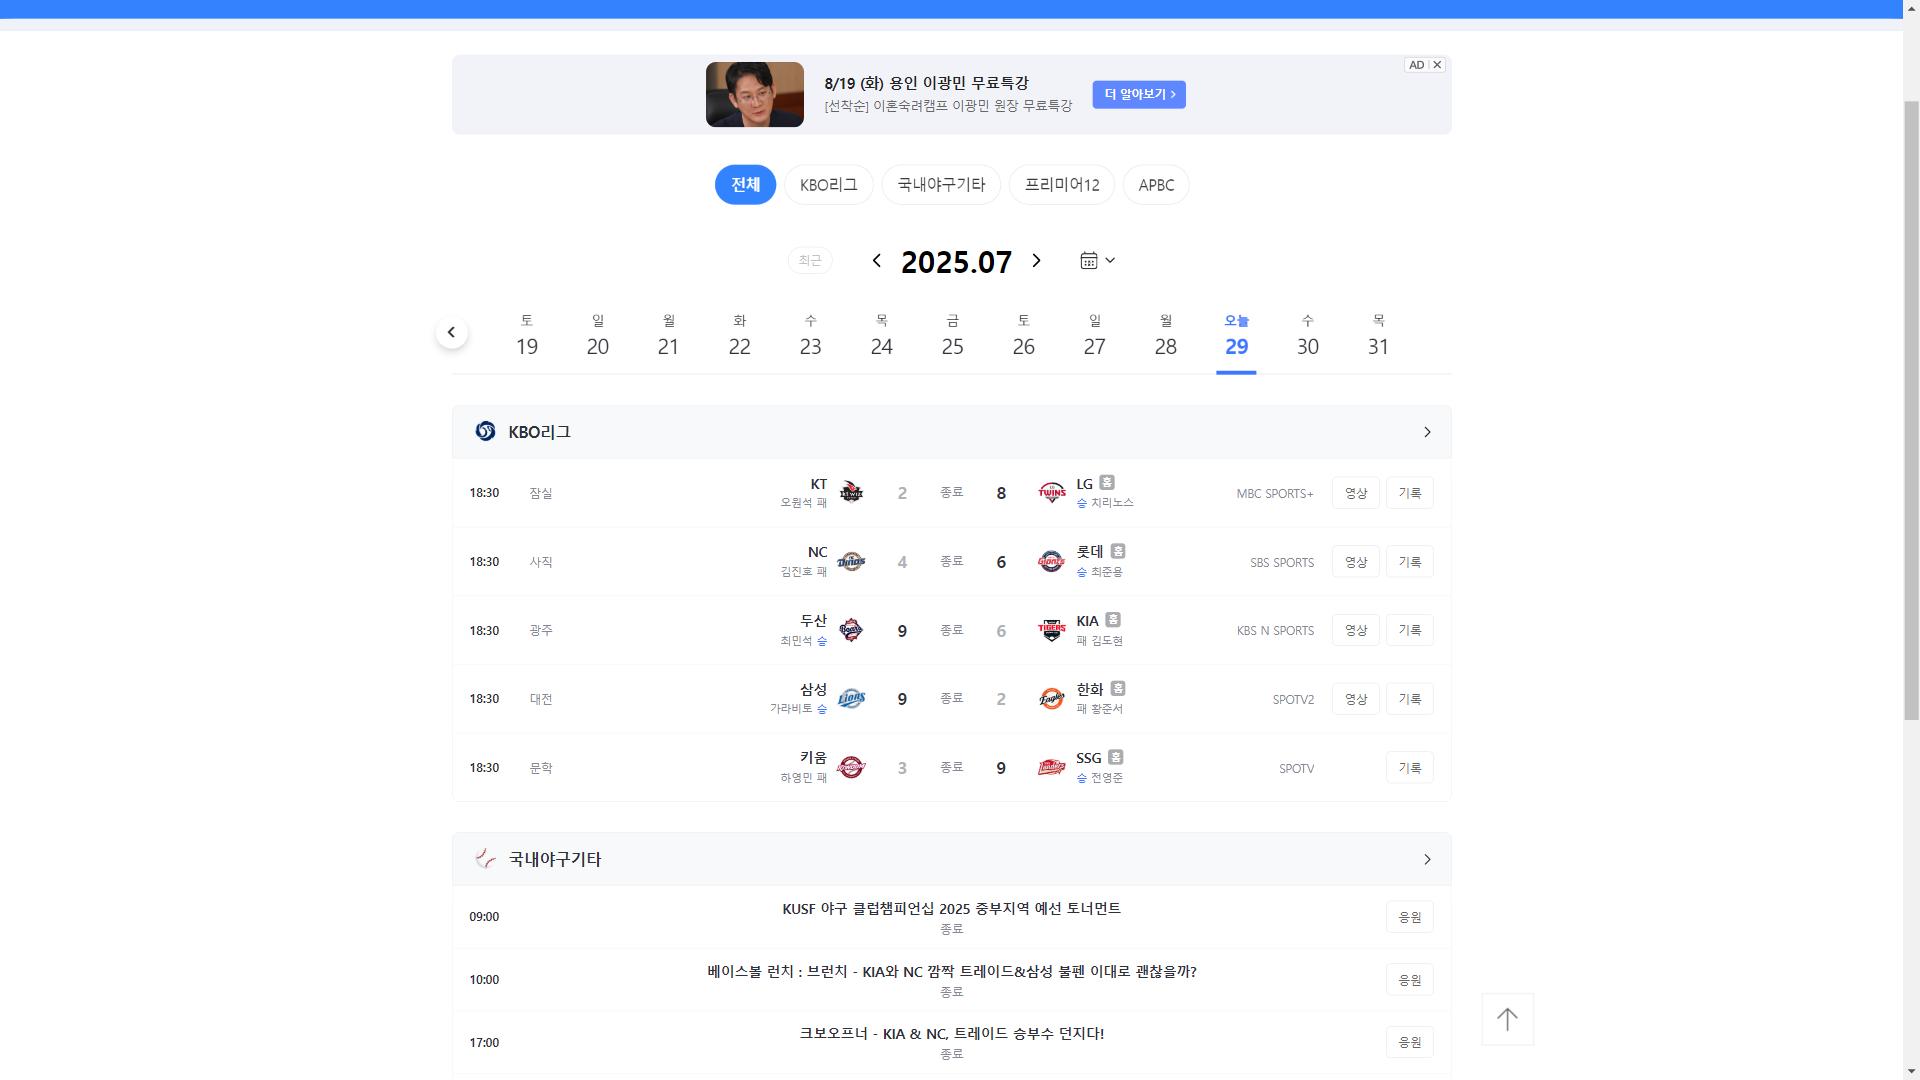 8/19 (화) 용인 이광민 무료특강
[선착순] 이혼숙려캠프 이광민 원장 무료특강
더 알아보기
AD
전체 KBO리그 국내야구기타 프리미어12 APBC
최근 2025.07
토 일 월 화 수 목 금 토 일 월 오늘 수 목
19 20 21 22 23 24 25 26 27 28 29 30 31
KBO리그
18:30 잠실 KT 2 종료 8 LG 홈 MBC SPORTS+ 영상 기록
오원석 패 승 치리노스
18:30 사직 NC 4 종료 6 롯데 홈 SBS SPORTS 영상 기록
김진호 패 승 최준용
18:30 광주 두산 9 종료 6 KIA 홈 KBS N SPORTS 영상 기록
최민석 승 패 김도현
18:30 대전 삼성 9 종료 2 한화 홈 SPOTV2 영상 기록
가라비토 승 패 황준서
18:30 문학 키움 3 종료 9 SSG 홈 SPOTV 기록
하영민 패 승 전영준
국내야구기타
09:00 KUSF 야구 클럽챔피언십 2025 중부지역 예선 토너먼트 응원
종료
10:00 베이스볼 런치 : 브런치 - KIA와 NC 깜짝 트레이드&삼성 불펜 이대로 괜찮을까? 응원
종료
17:00 크보오프너 - KIA & NC, 트레이드 승부수 던지다! 응원
종료